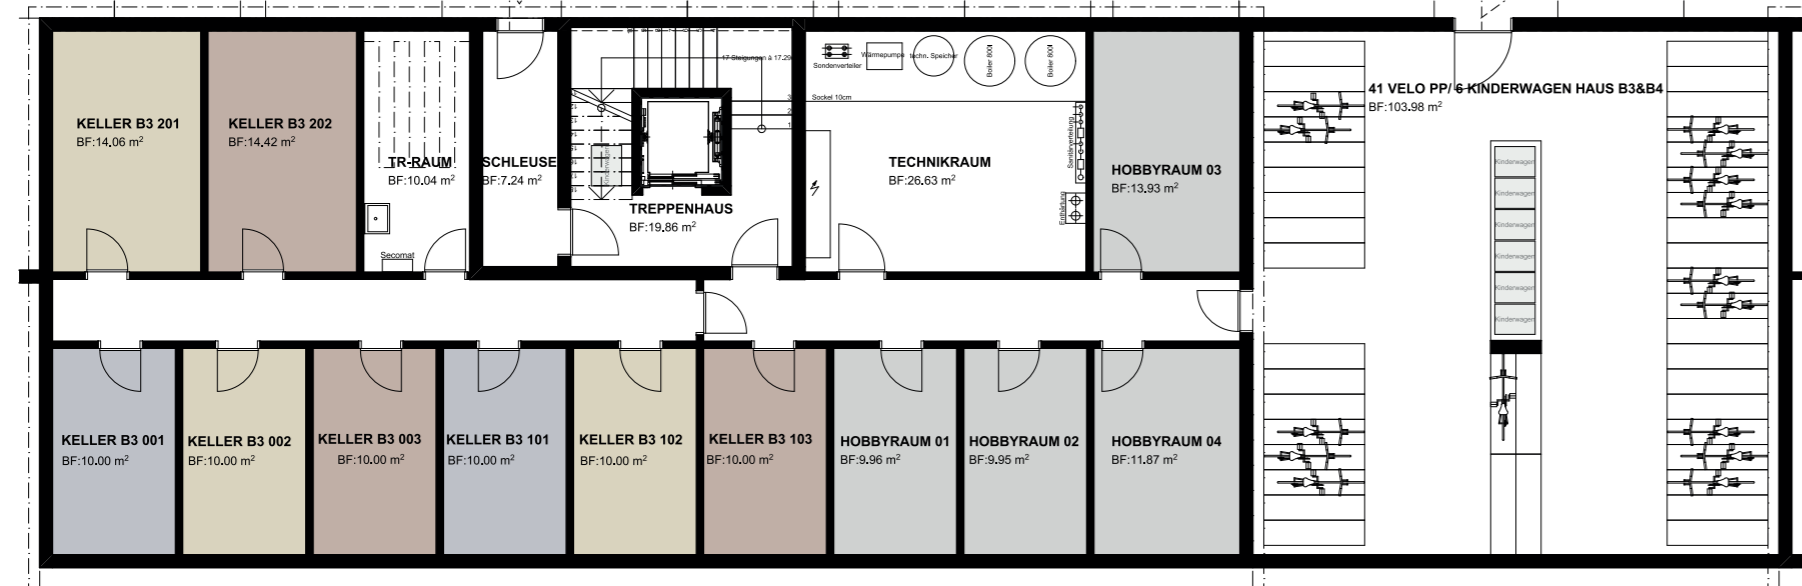 KELLER B3 201
BF:14.06 m²
KELLER B3 202
BF:14.42 m²
TR-RAUM
BF:10.04 m²
Secomat
SCHLEUSE
BF:7.24 m²
17 Steigungen à 17.29
Kinderwagen
TREPPENHAUS
BF:19.86 m²
3
2
1
Sondenverteiler
Wärmepumpe
techn. Speicher
Boiler 800l
Boiler 800l
Sockel 10cm
TECHNIKRAUM
BF:26.63 m²
Sanitärverteilung
Enthärtung
HOBBYRAUM 03
BF:13.93 m²
41 VELO PP/ 6 KINDERWAGEN HAUS B3&B4
BF:103.98 m²
Kinderwagen
Kinderwagen
Kinderwagen
Kinderwagen
Kinderwagen
Kinderwagen
KELLER B3 001
BF:10.00 m²
KELLER B3 002
BF:10.00 m²
KELLER B3 003
BF:10.00 m²
KELLER B3 101
BF:10.00 m²
KELLER B3 102
BF:10.00 m²
KELLER B3 103
BF:10.00 m²
HOBBYRAUM 01
BF:9.96 m²
HOBBYRAUM 02
BF:9.95 m²
HOBBYRAUM 04
BF:11.87 m²